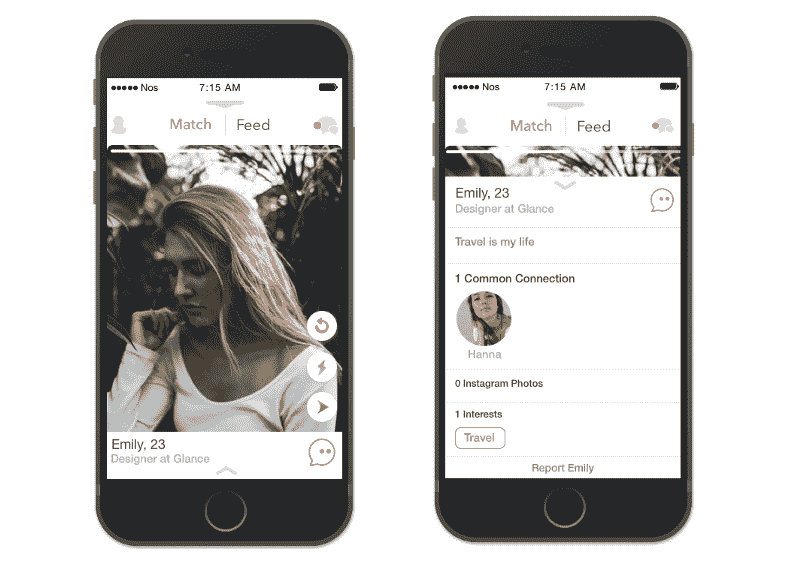 Nos
7:15 AM
Match
Feed
Emily, 23
Designer at Glance
Nos
7:15 AM
Match
Feed
Emily, 23
Designer at Glance
Travel is my life
1 Common Connection
Hanna
0 Instagram Photos
1 Interests
Travel
Report Emily